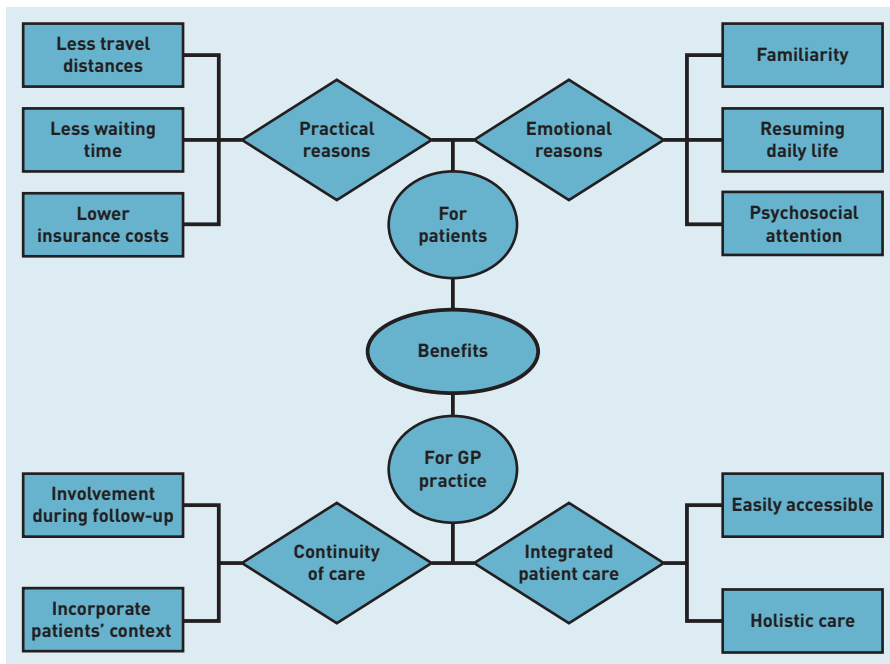 Less travel
distances
Less waiting
time
Lower
insurance costs
Practical
reasons
Emotional
reasons
Familiarity
Resuming
daily life
Psychosocial
attention
For
patients
Benefits
For GP
practice
Involvement
during follow-up
Incorporate
patients’ context
Continuity
of care
Integrated
patient care
Easily accessible
Holistic care